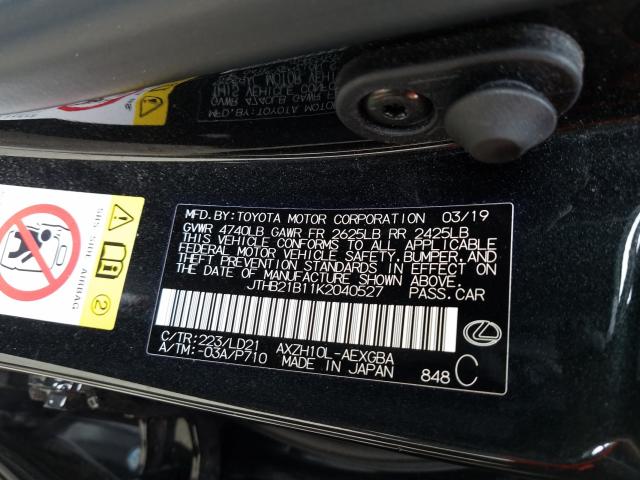 MFD.BY:TOYOTA MOTOR CORPORATION 03/19
GVWR 4740LB GAWR FR 2625LB RR 2425LB
THIS VEHICLE CONFORMS TO ALL APPLICABLE
FEDERAL MOTOR VEHICLE SAFETY,BUMPER,AND
THEFT PREVENTION STANDARDS IN EFFECT ON
THE DATE OF MANUFACTURE SHOWN ABOVE.
JTHB21B11K2040527 PASS.CAR
C/TR:223/LD21 AXZH10L-AEXGBA
A/TM:-03A/P710 MADE IN JAPAN 848 C
SRS AIRBAG